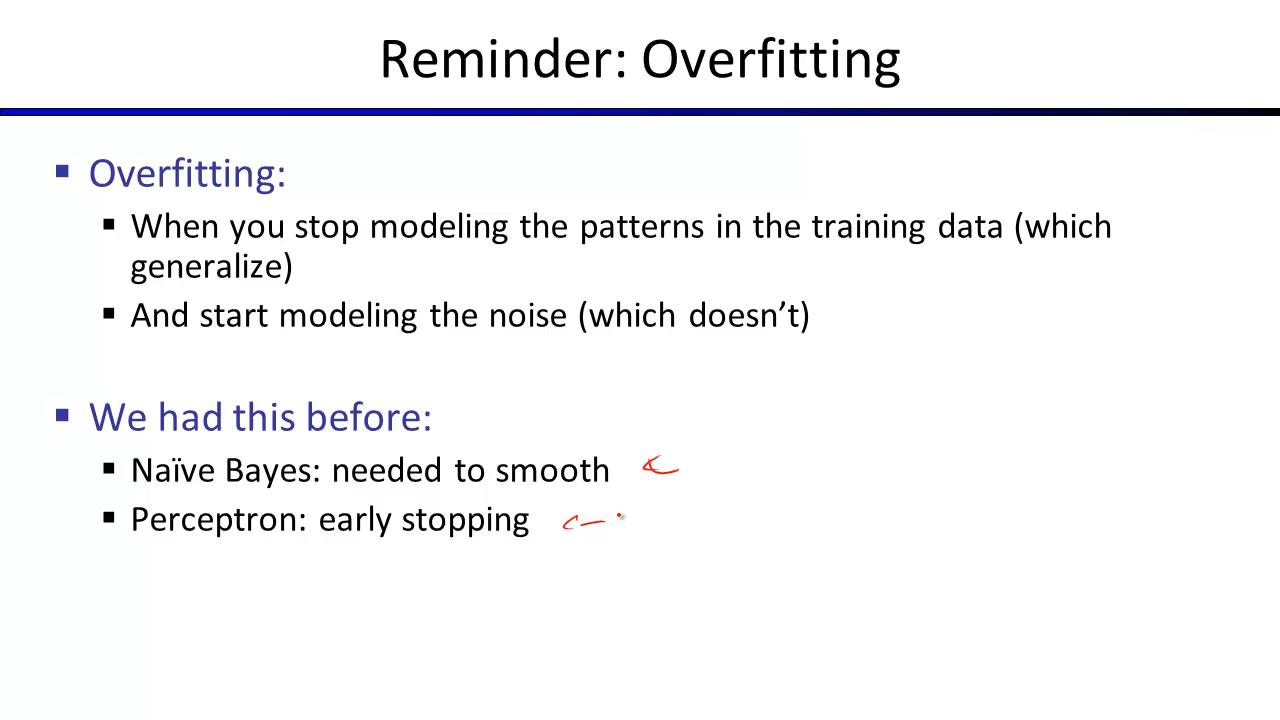 Reminder: Overfitting
▪ Overfitting:
▪ When you stop modeling the patterns in the training data (which
generalize)
▪ And start modeling the noise (which doesn’t)
▪ We had this before:
▪ Naïve Bayes: needed to smooth
▪ Perceptron: early stopping